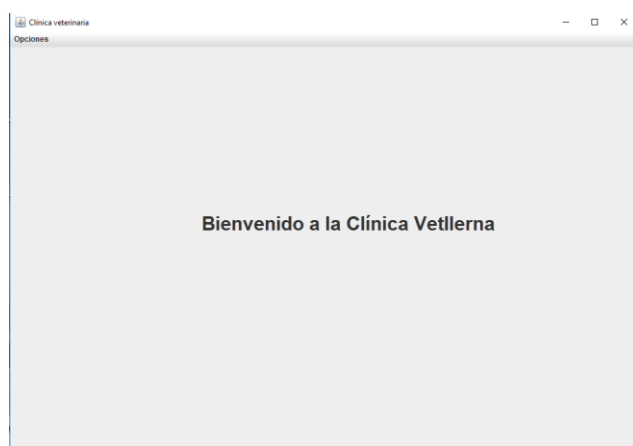 Clínica veterinaria
Opciones
Bienvenido a la Clínica Vetllerna